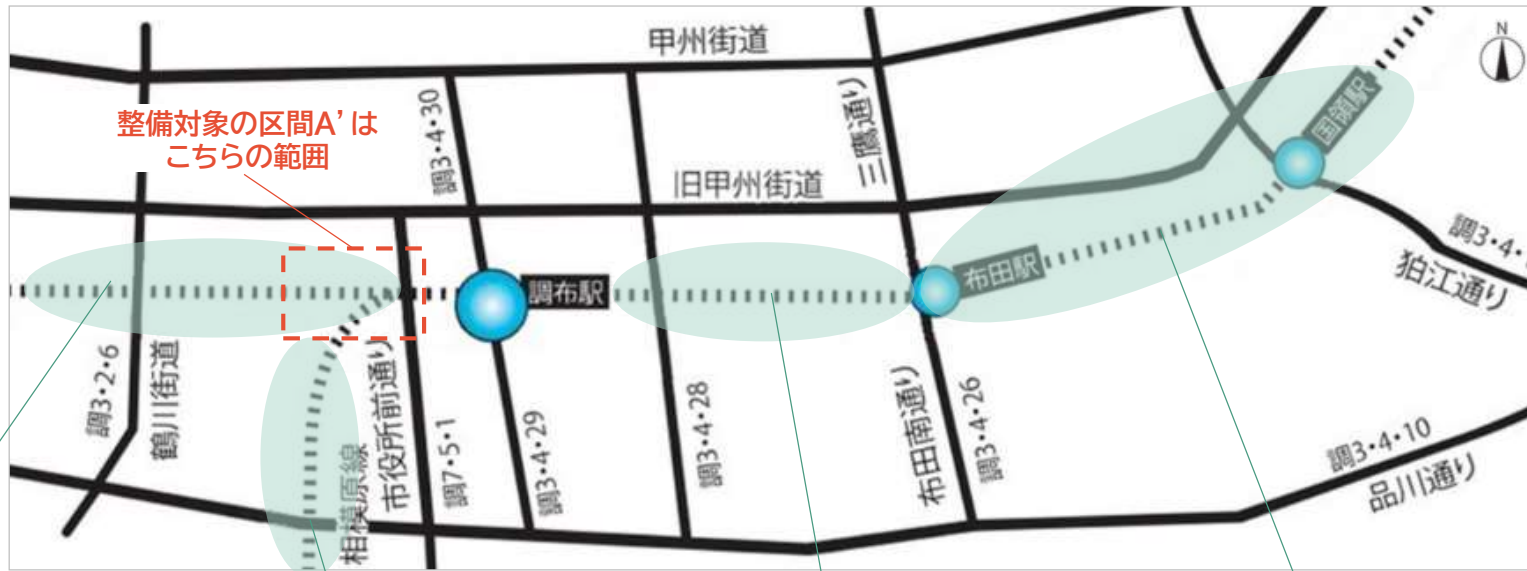 甲州街道
N
整備対象の区間A’は
こちらの範囲
調3・4・30
三鷹通り
国領駅
旧甲州街道
調3・4・
狛江通り
布田駅
調布駅
調3・2・6
鶴川街道
相模原線
市役所前通り
調7・5・1
調3・4・29
調3・4・28
布田南通り
調3・4・26
調3・4・10
品川通り